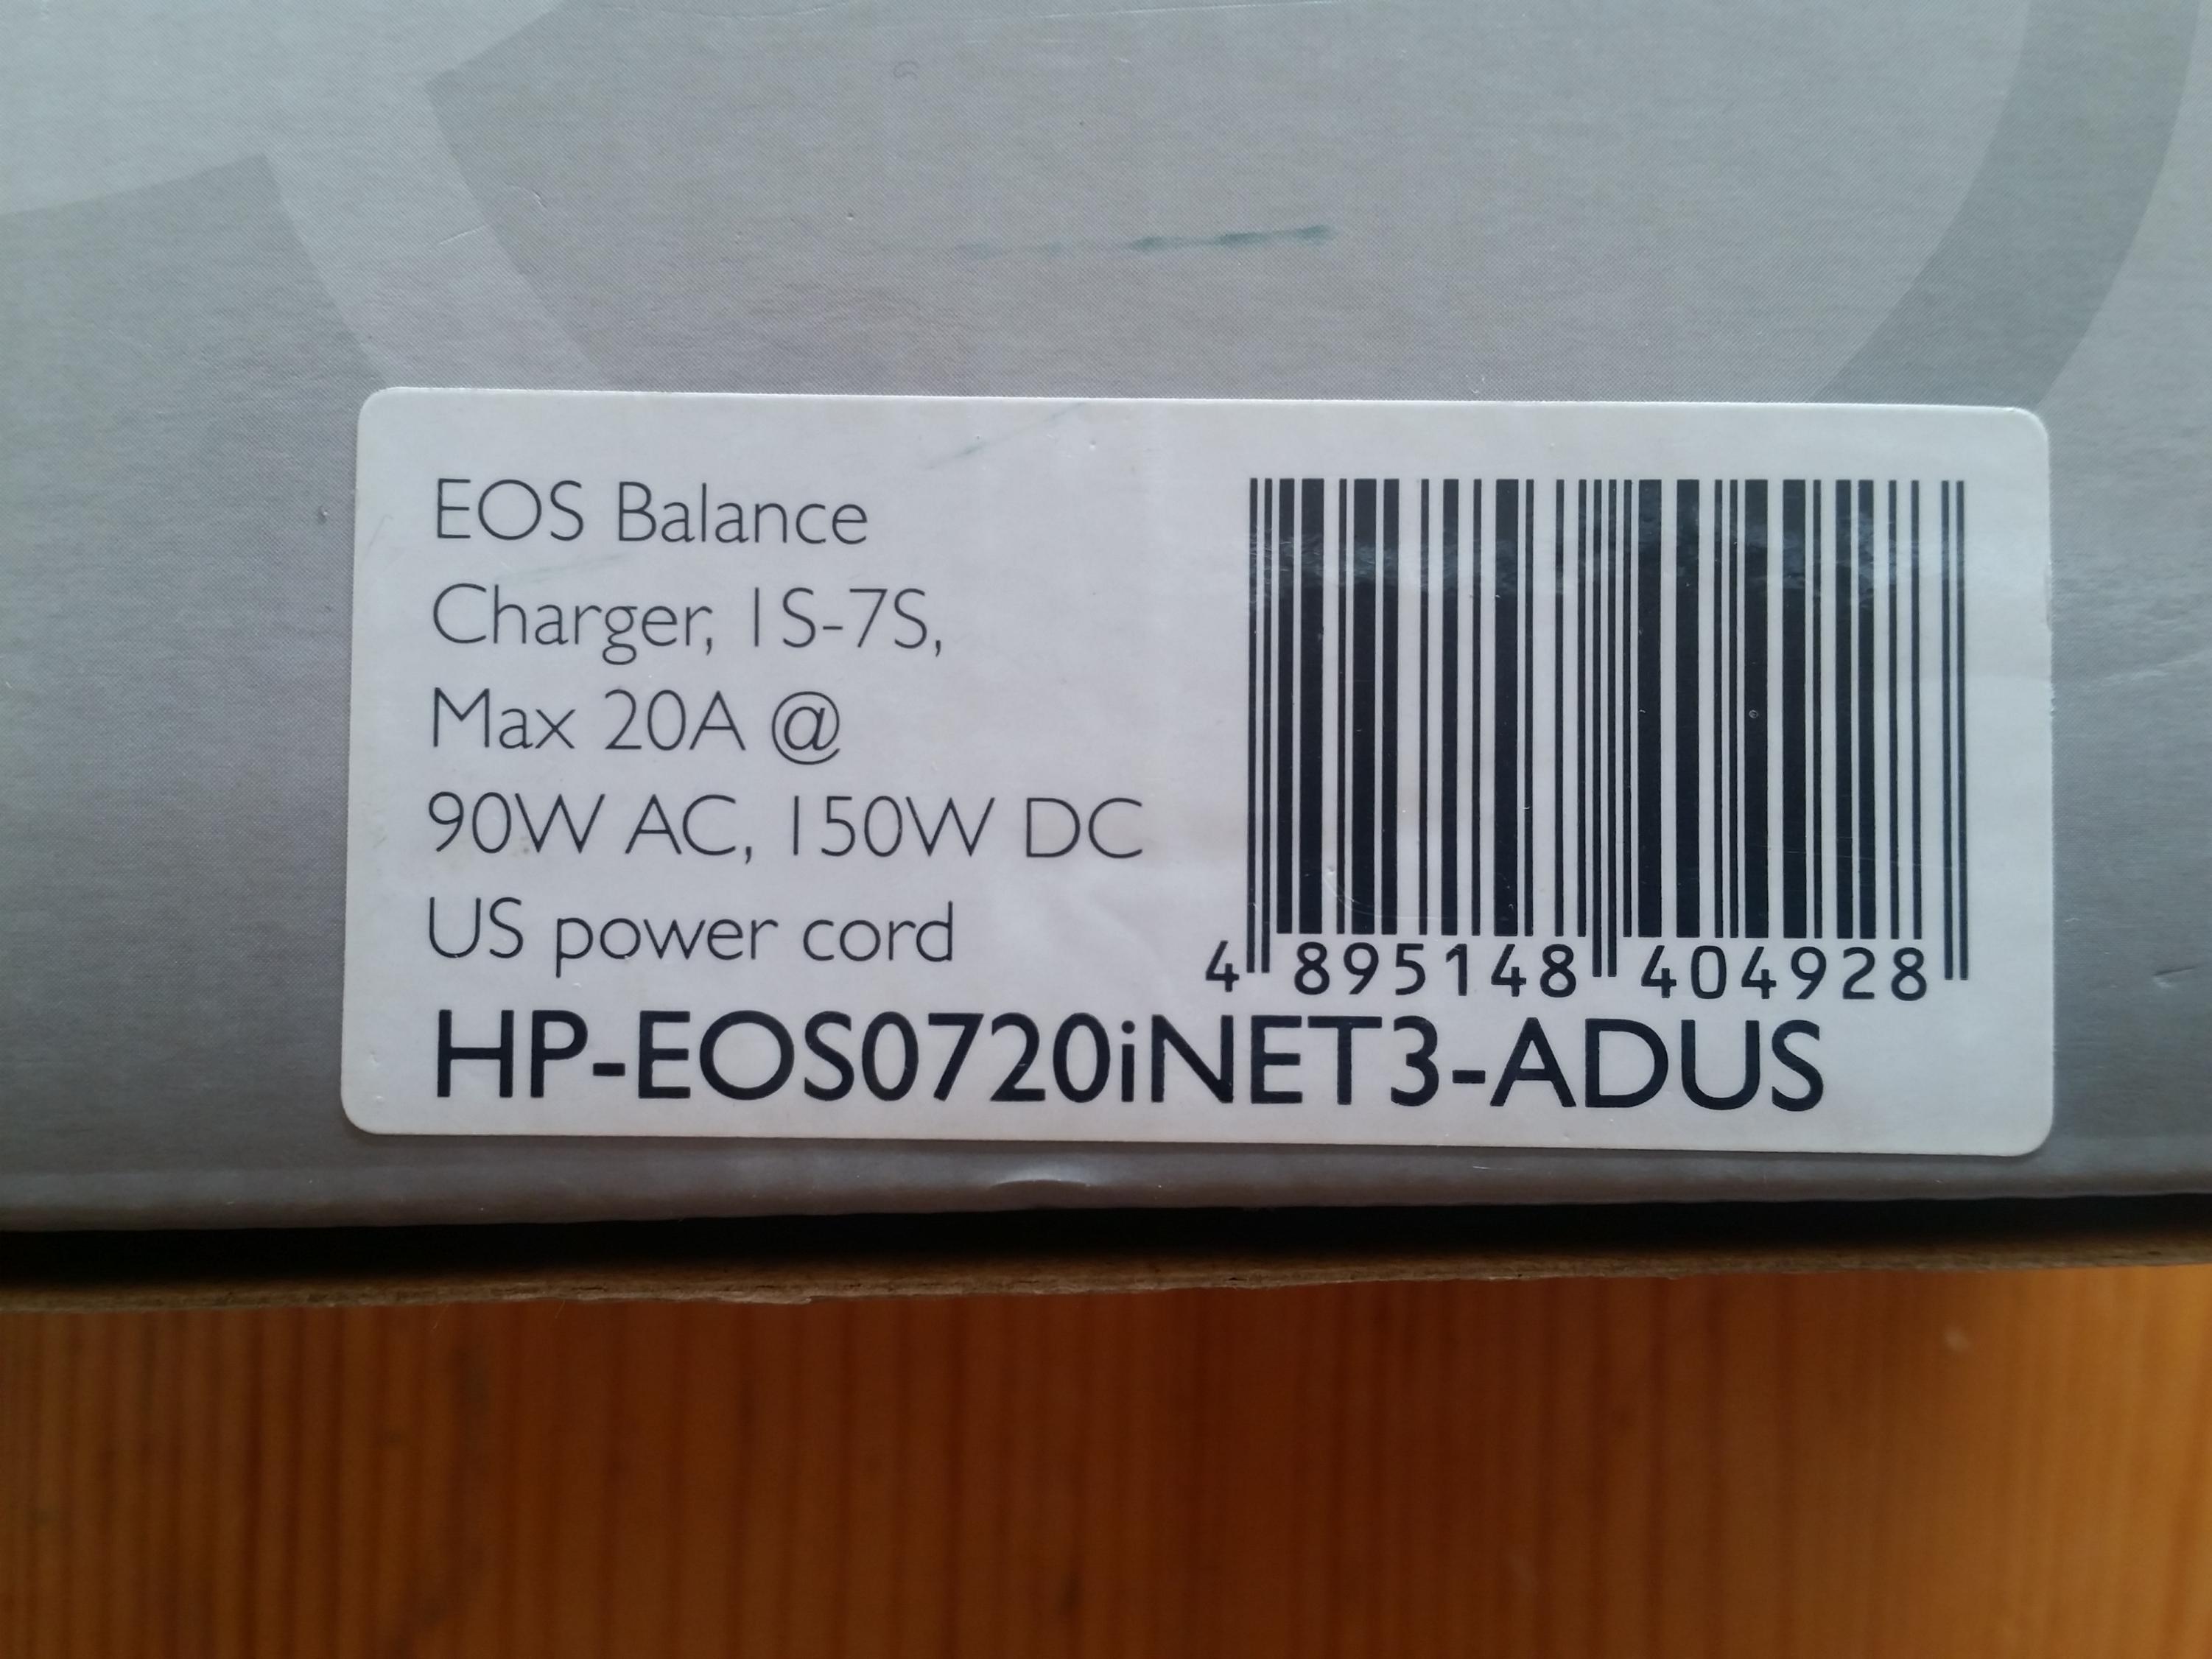 EOS Balance
Charger, 1S-7S,
Max 20A @
90W AC, 150W DC
US power cord
4 895148 404928
HP-EOS0720iNET3-ADUS